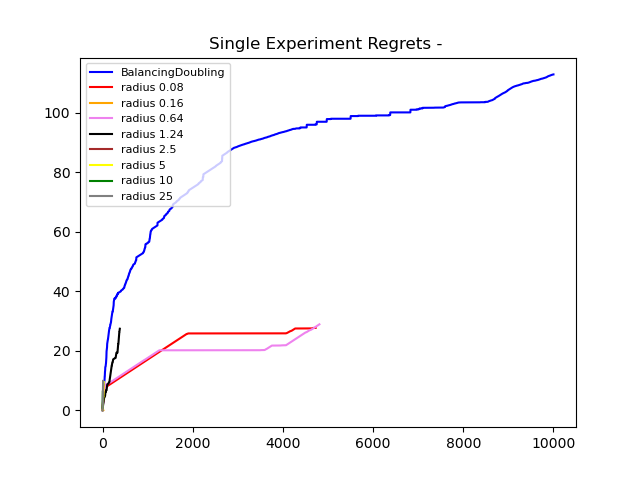 Single Experiment Regrets -
BalancingDoubling
radius 0.08
radius 0.16
radius 0.64
radius 1.24
radius 2.5
radius 5
radius 10
radius 25
100
80
60
40
20
0
0 2000 4000 6000 8000 10000